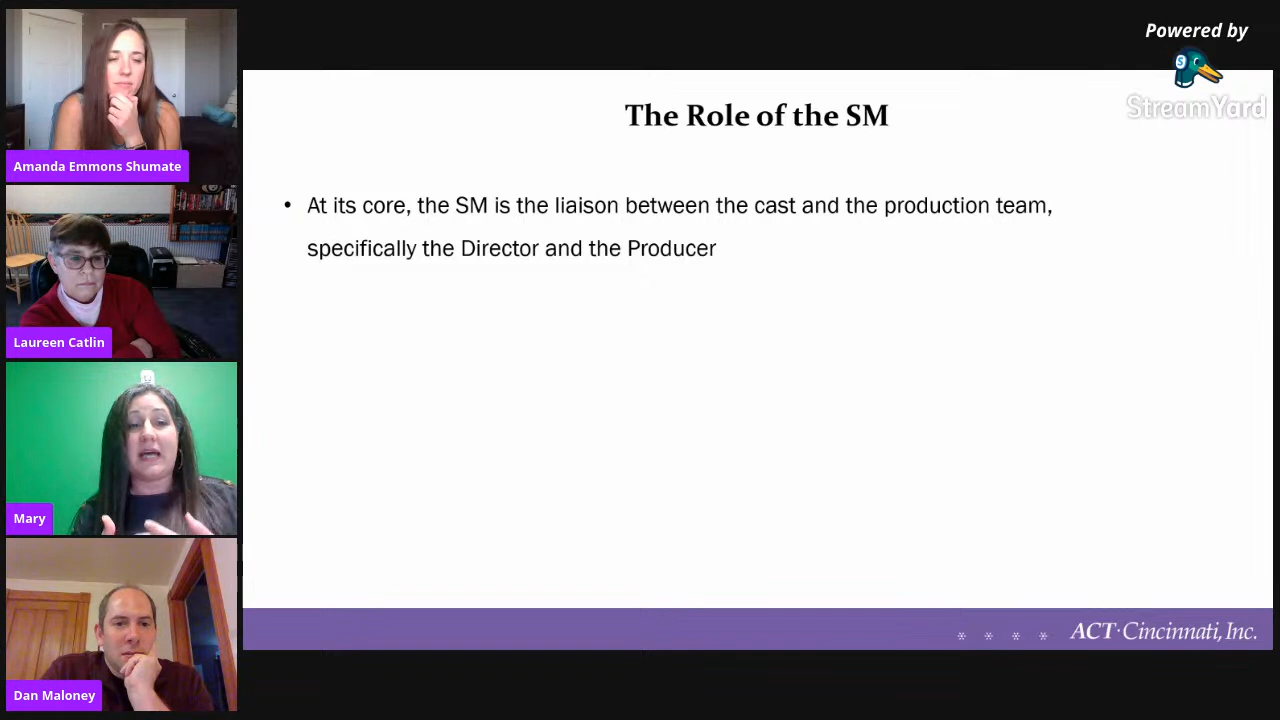 Powered by
S
StreamYard
The Role of the SM
• At its core, the SM is the liaison between the cast and the production team,
specifically the Director and the Producer
Amanda Emmons Shumate
Laureen Catlin
Mary
Dan Maloney
* * * * ACT·Cincinnati, Inc.